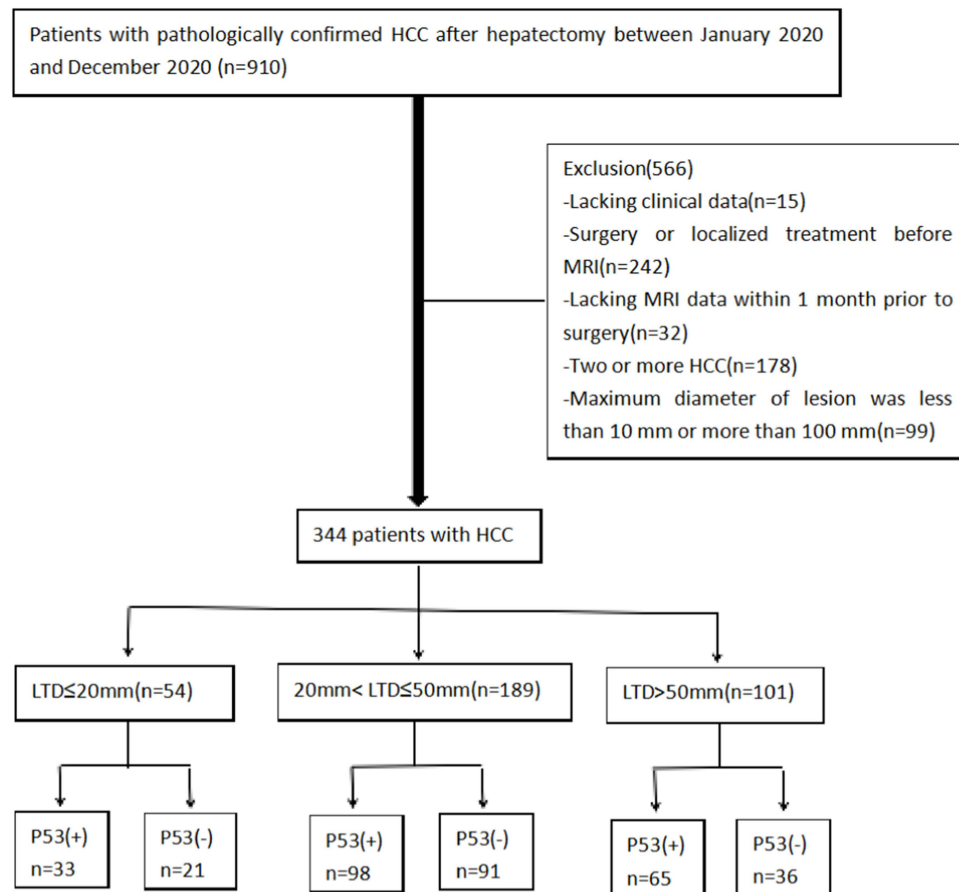 Patients with pathologically confirmed HCC after hepatectomy between January 2020
and December 2020 (n=910)
Exclusion(566)
-Lacking clinical data(n=15)
-Surgery or localized treatment before
MRI(n=242)
-Lacking MRI data within 1 month prior to
surgery(n=32)
-Two or more HCC(n=178)
-Maximum diameter of lesion was less
than 10 mm or more than 100 mm(n=99)
344 patients with HCC
LTD≦20mm(n=54)
20mm< LTD≦50mm(n=189)
LTD>50mm(n=101)
P53(+)
n=33
P53(-)
n=21
P53(+)
n=98
P53(-)
n=91
P53(+)
n=65
P53(-)
n=36